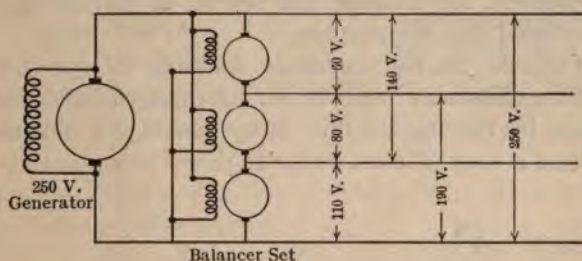 250 V.
Generator
Balancer Set
60 V.
80 V.
110 V.
140 V.
190 V.
250 V.